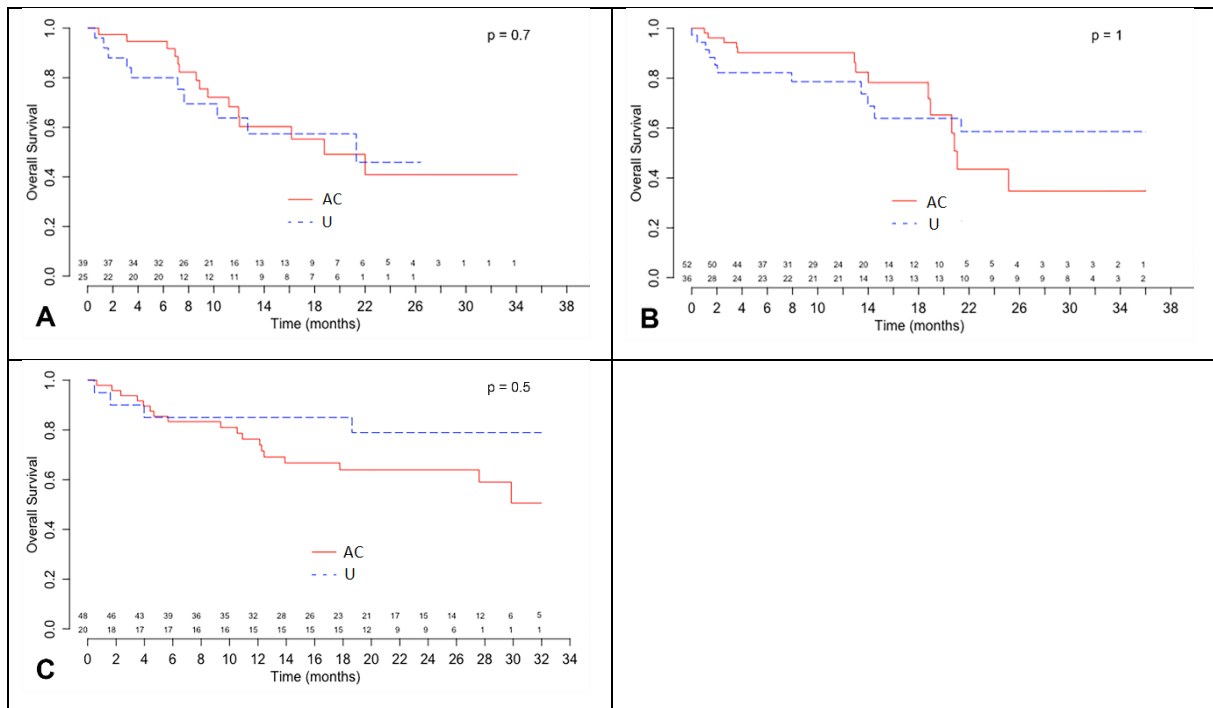 p = 0.7
Overall Survival
0.0 0.2 0.4 0.6 0.8 1.0
AC
U
39 37 34 32 26 21 16 13 13 9 7 6 5 4 3 1 1 1
25 22 20 20 12 12 11 9 8 7 6 1 1 1
0 2 4 6 8 10 12 14 16 18 20 22 26 30 34 38
Time (months)
A
p = 1
Overall Survival
0.0 0.2 0.4 0.6 0.8 1.0
AC
U
52 50 44 37 31 29 24 20 14 12 10 5 5 4 3 3 3 2 1
36 28 24 23 22 21 21 14 13 13 13 10 9 9 9 8 4 3 2
0 2 4 6 8 10 14 18 22 26 30 34 38
Time (months)
B
p = 0.5
Overall Survival
0.0 0.2 0.4 0.6 0.8 1.0
AC
U
48 46 43 39 36 35 32 28 26 23 21 17 15 14 12 6 5
20 18 17 17 16 16 15 15 15 15 12 9 9 6 1 1 1
0 2 4 6 8 10 12 14 16 18 20 22 24 26 28 30 32 34
Time (months)
C